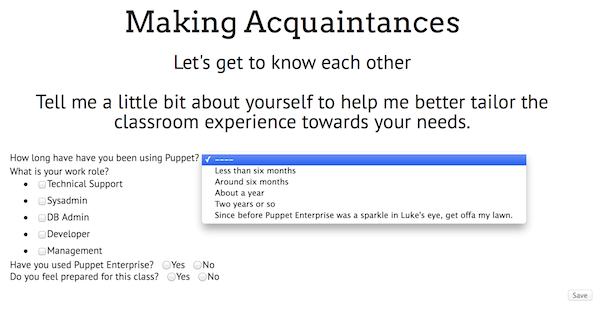 Making Acquaintances
Let's get to know each other
Tell me a little bit about yourself to help me better tailor the
classroom experience towards your needs.
How long have have you been using Puppet? ✓ ----
Less than six months
Around six months
About a year
Two years or so
Since before Puppet Enterprise was a sparkle in Luke's eye, get offa my lawn.
What is your work role?
Technical Support
Sysadmin
DB Admin
Developer
Management
Have you used Puppet Enterprise? Yes No
Do you feel prepared for this class? Yes No
Save